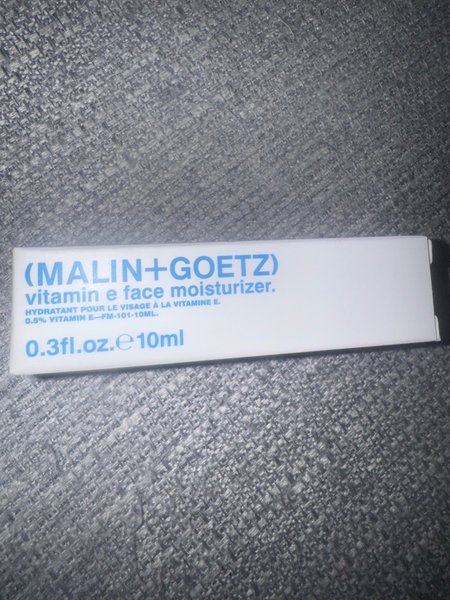 (MALIN+GOETZ)
vitamin e face moisturizer.
HYDRATANT POUR LE VISAGE À LA VITAMINE E.
0.5% VITAMIN E—FM-101-10ML.
0.3fl.oz.℮10ml